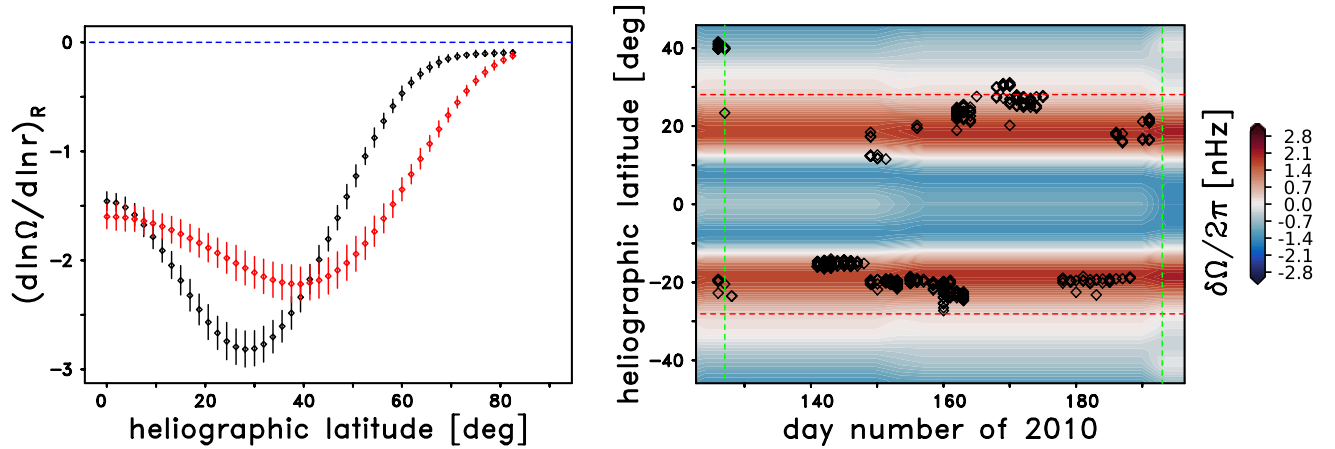 0
-1
-2
-3
(dlnΩ/dlnr)R
0 20 40 60 80
heliographic latitude [deg]
40
20
0
-20
-40
heliographic latitude [deg]
140 160 180
day number of 2010
2.8
2.1
1.4
0.7
0.0
-0.7
-1.4
-2.1
-2.8
δΩ/2π [nHz]